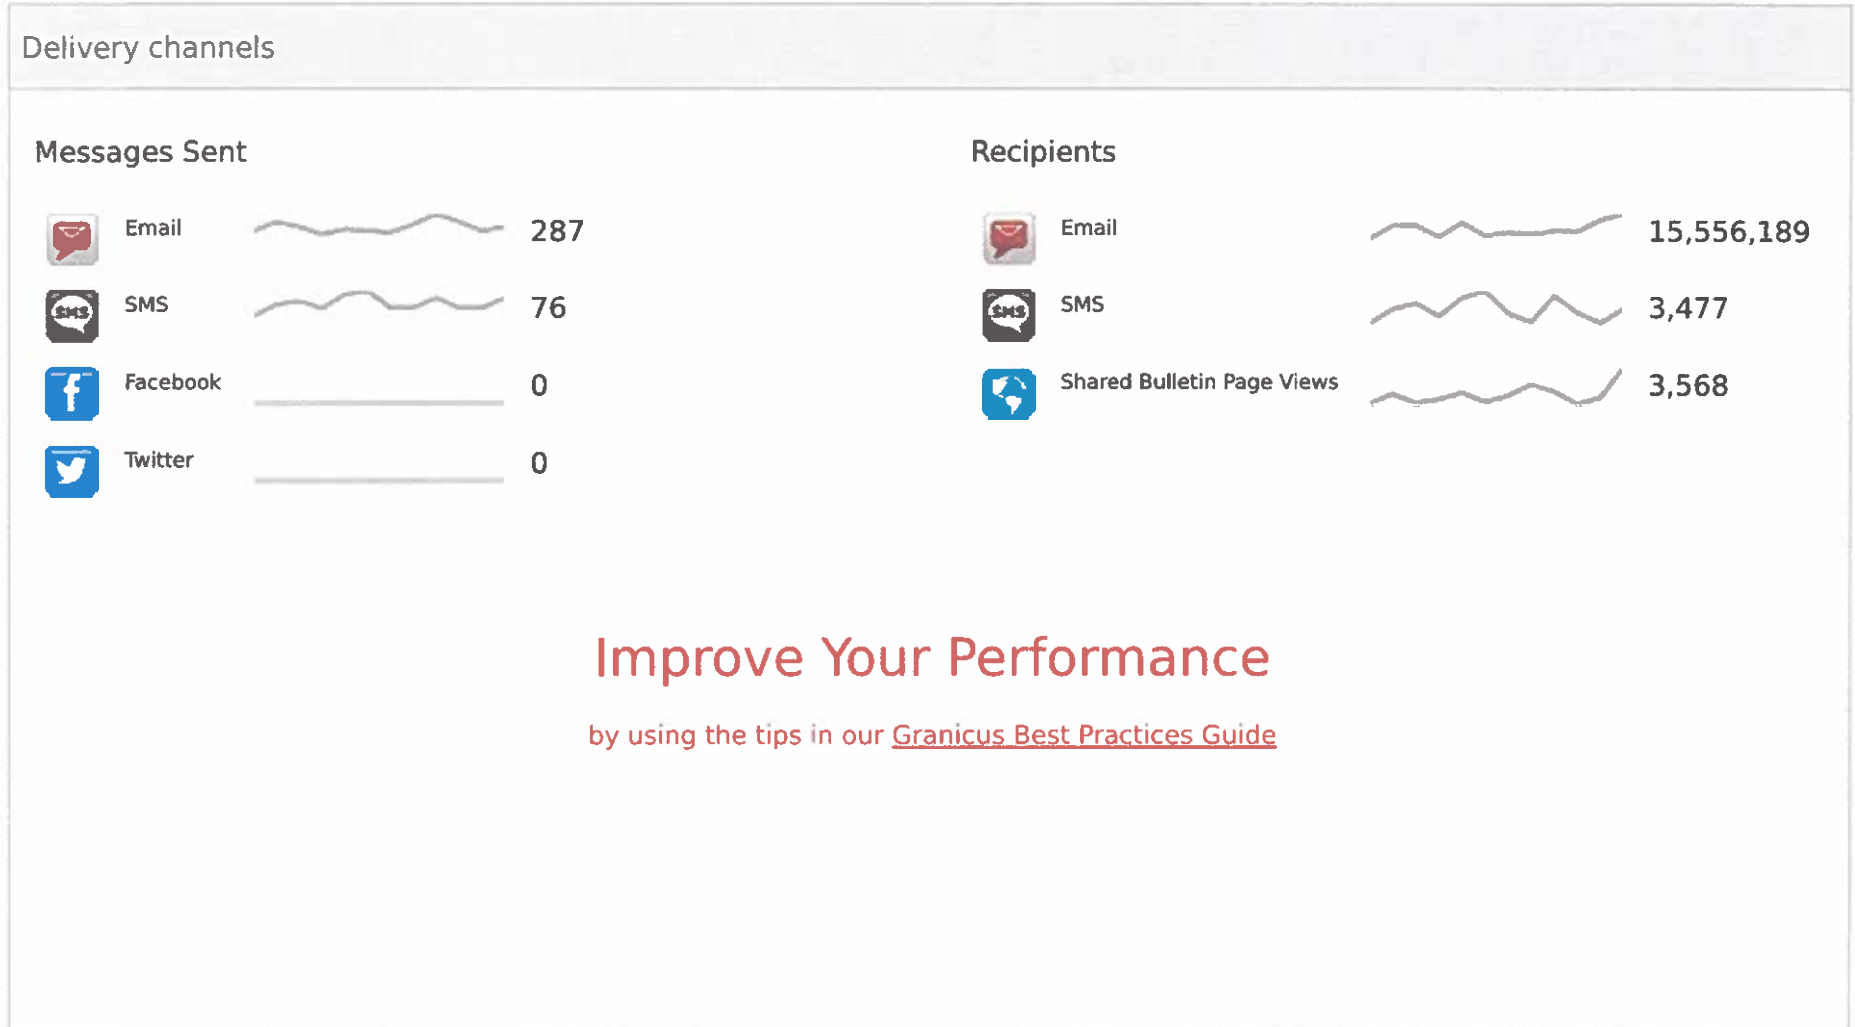 Delivery channels
Messages Sent
Email 287
SMS SMS 76
Facebook 0
Twitter 0
Recipients
Email 15,556,189
SMS SMS 3,477
Shared Bulletin Page Views 3,568
Improve Your Performance
by using the tips in our Granicus Best Practices Guide